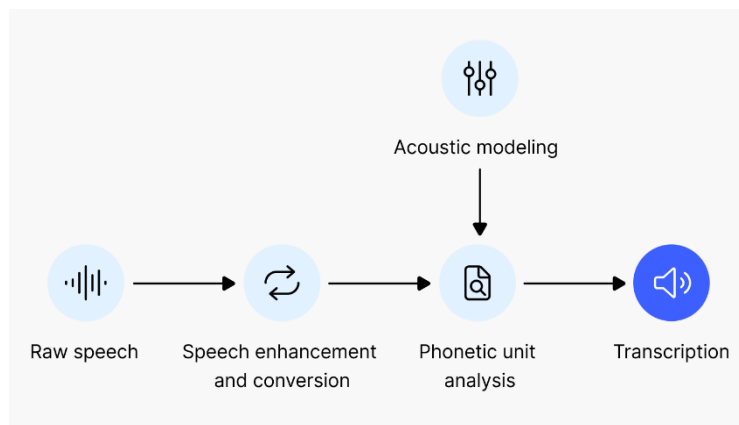 Acoustic modeling
Raw speech
Speech enhancement
and conversion
Phonetic unit
analysis
Transcription